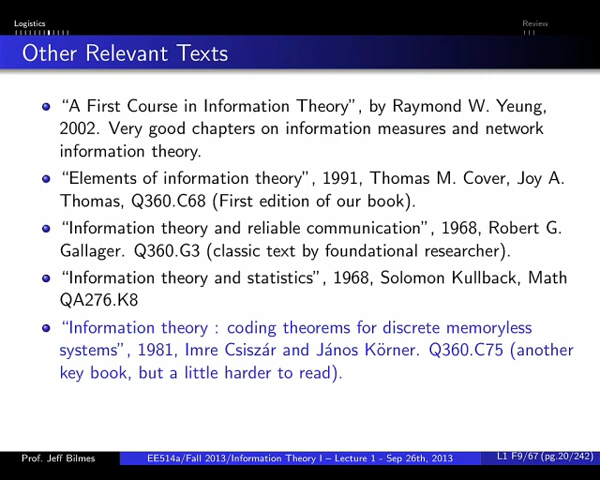 Logistics
Review
Other Relevant Texts
“A First Course in Information Theory”, by Raymond W. Yeung,
2002. Very good chapters on information measures and network
information theory.
“Elements of information theory”, 1991, Thomas M. Cover, Joy A.
Thomas, Q360.C68 (First edition of our book).
“Information theory and reliable communication”, 1968, Robert G.
Gallager. Q360.G3 (classic text by foundational researcher).
“Information theory and statistics”, 1968, Solomon Kullback, Math
QA276.K8
“Information theory : coding theorems for discrete memoryless
systems”, 1981, Imre Csiszár and János Körner. Q360.C75 (another
key book, but a little harder to read).
Prof. Jeff Bilmes
EE514a/Fall 2013/Information Theory I – Lecture 1 - Sep 26th, 2013
L1 F9/67 (pg.20/242)